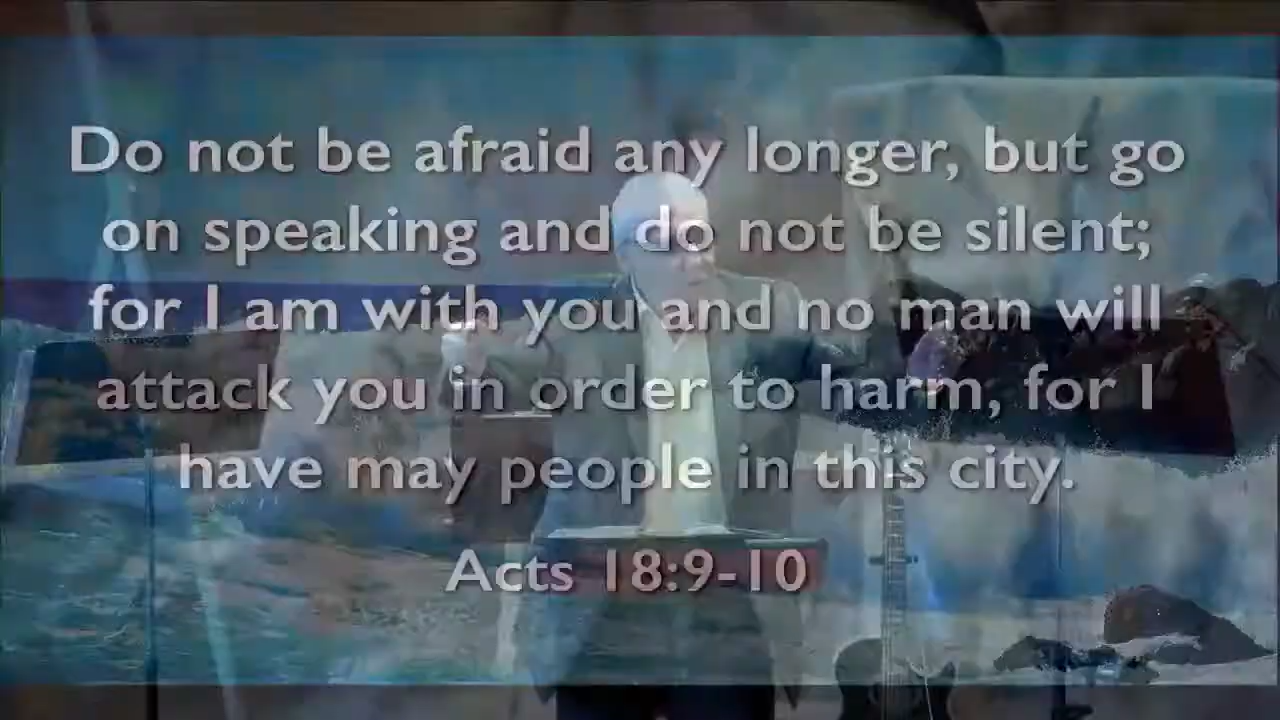 Do not be afraid any longer, but go
on speaking and do not be silent;
for I am with you and no man will
attack you in order to harm, for I
have may people in this city.
Acts 18:9-10